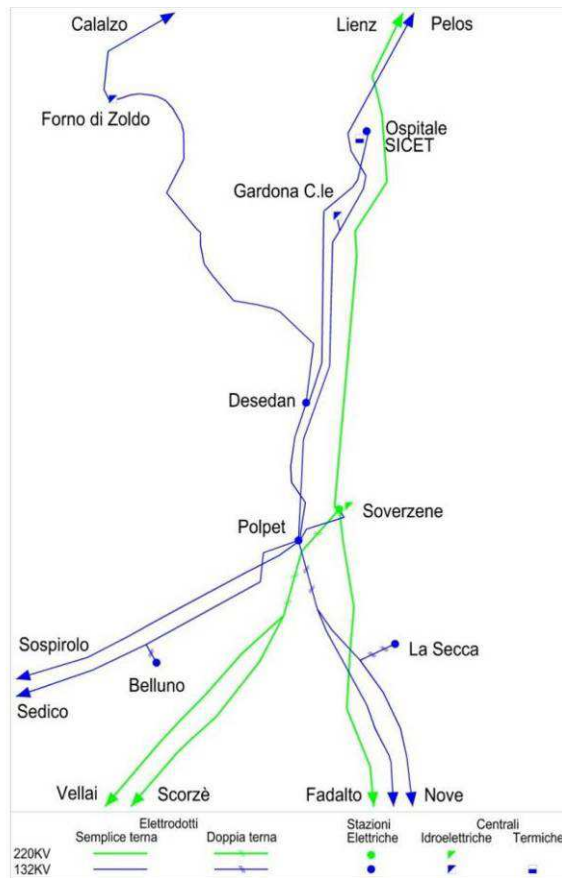 Calalzo
Lienz
Pelos
Forno di Zoldo
Ospitale
SICET
Gardona C.le
Desedan
Soverzene
Polpet
Sospirolo
Sedico
Belluno
La Secca
Vellai
Scorzè
Fadalto
Nove
Elettrodotti
Semplice terna
Doppia terna
Stazioni
Elettriche
Centrali
Idroelettriche
Termiche
220KV
132KV